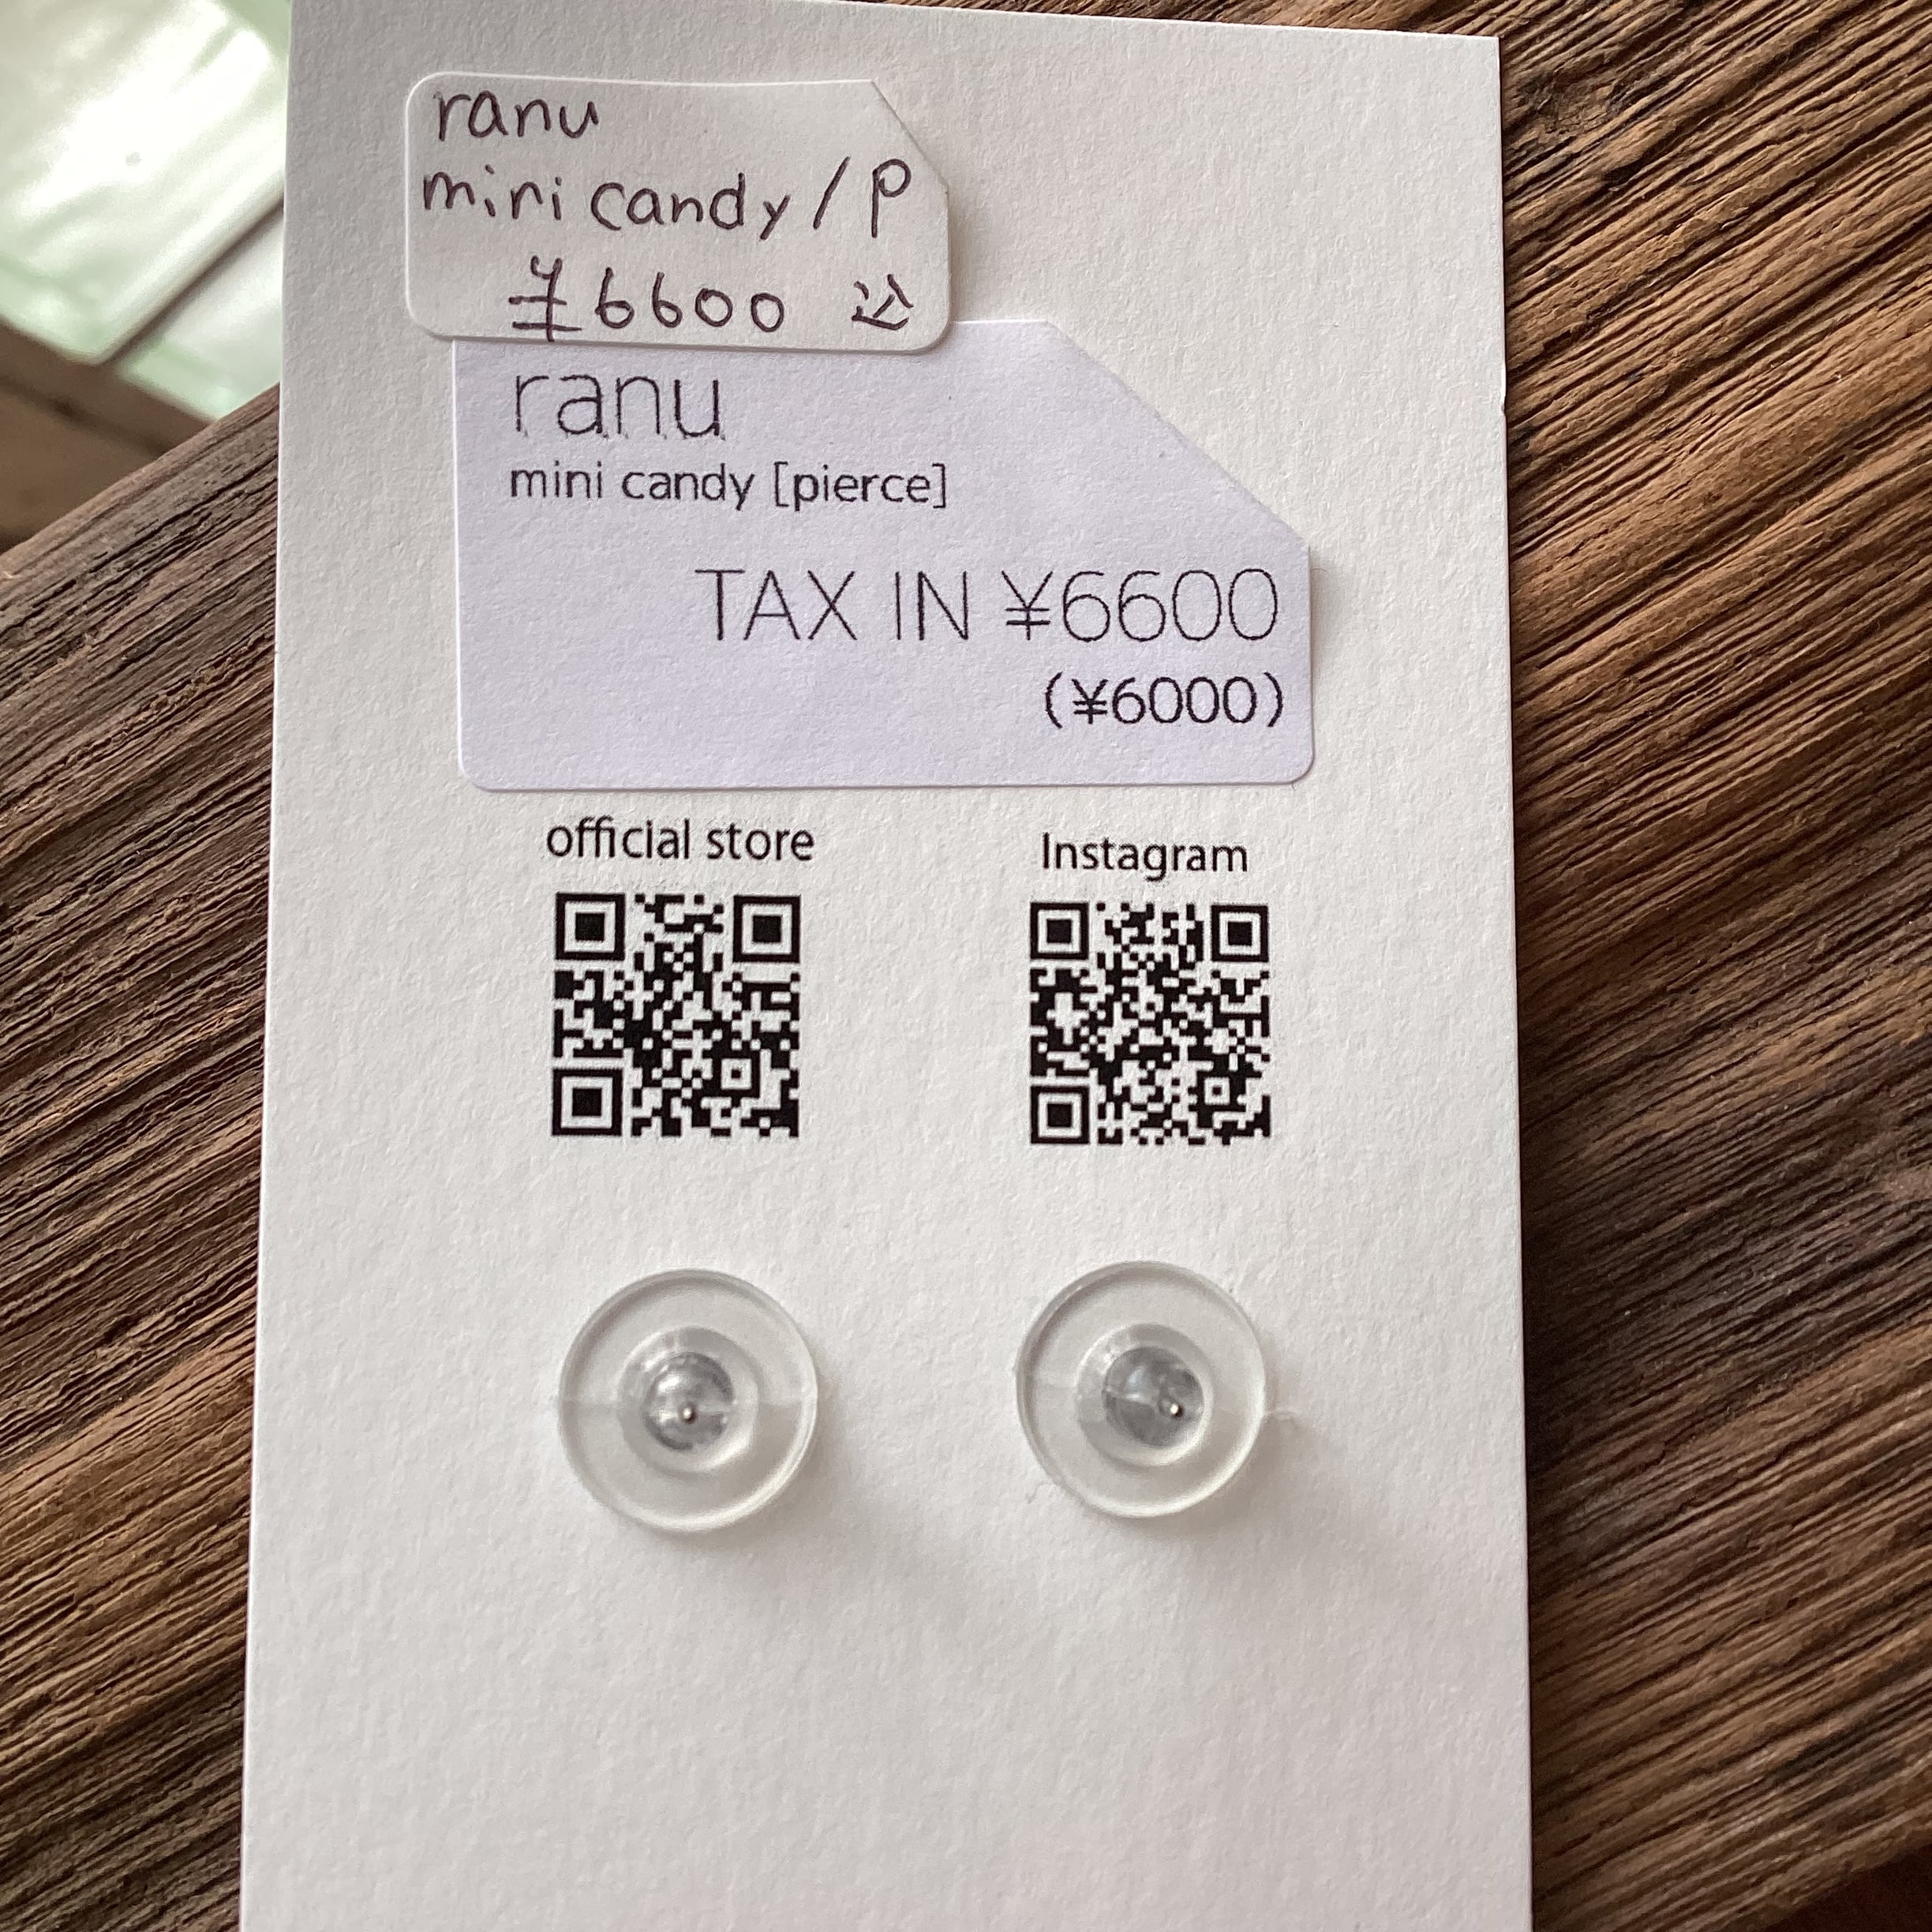 ranu
mini candy / P
¥6600 込
ranu
mini candy [pierce]
TAX IN ¥6600
(¥6000)
official store
Instagram